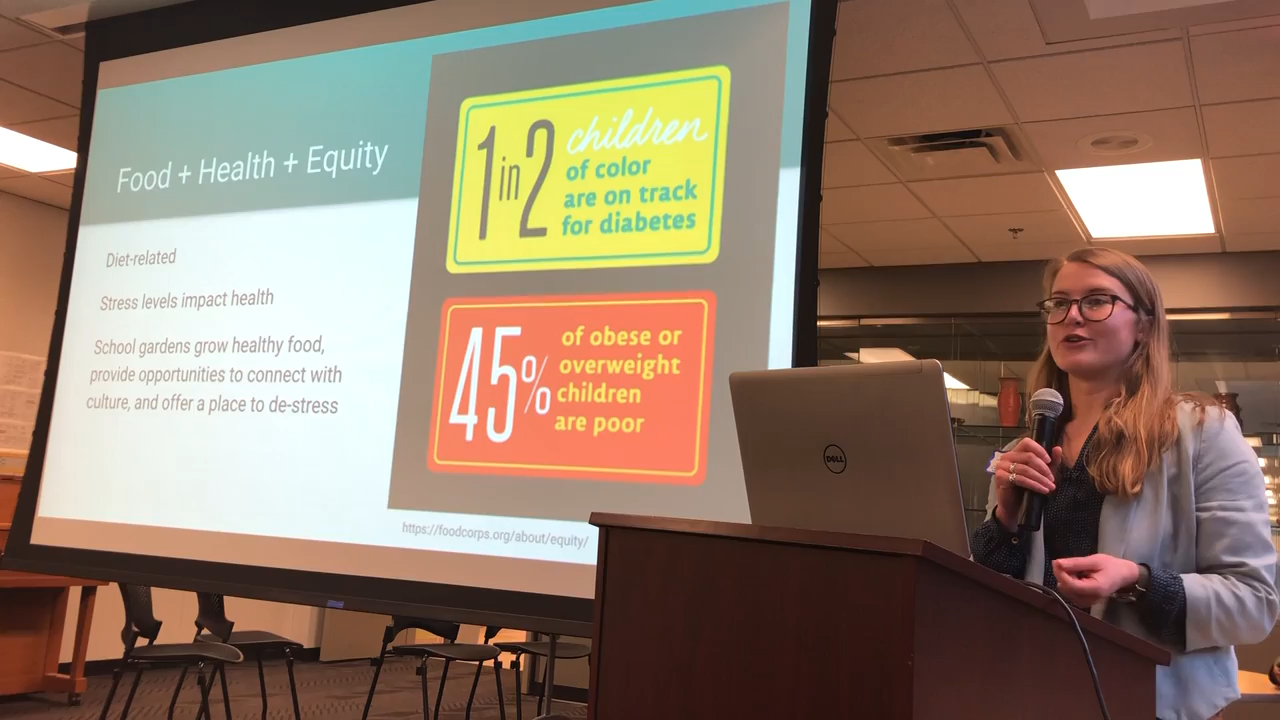 Food + Health + Equity
Diet-related
Stress levels impact health
School gardens grow healthy food,
provide opportunities to connect with
culture, and offer a place to de-stress
1 in 2
children
of color
are on track
for diabetes
45%
of obese or
overweight
children
are poor
https://foodcorps.org/about/equity/
DELL